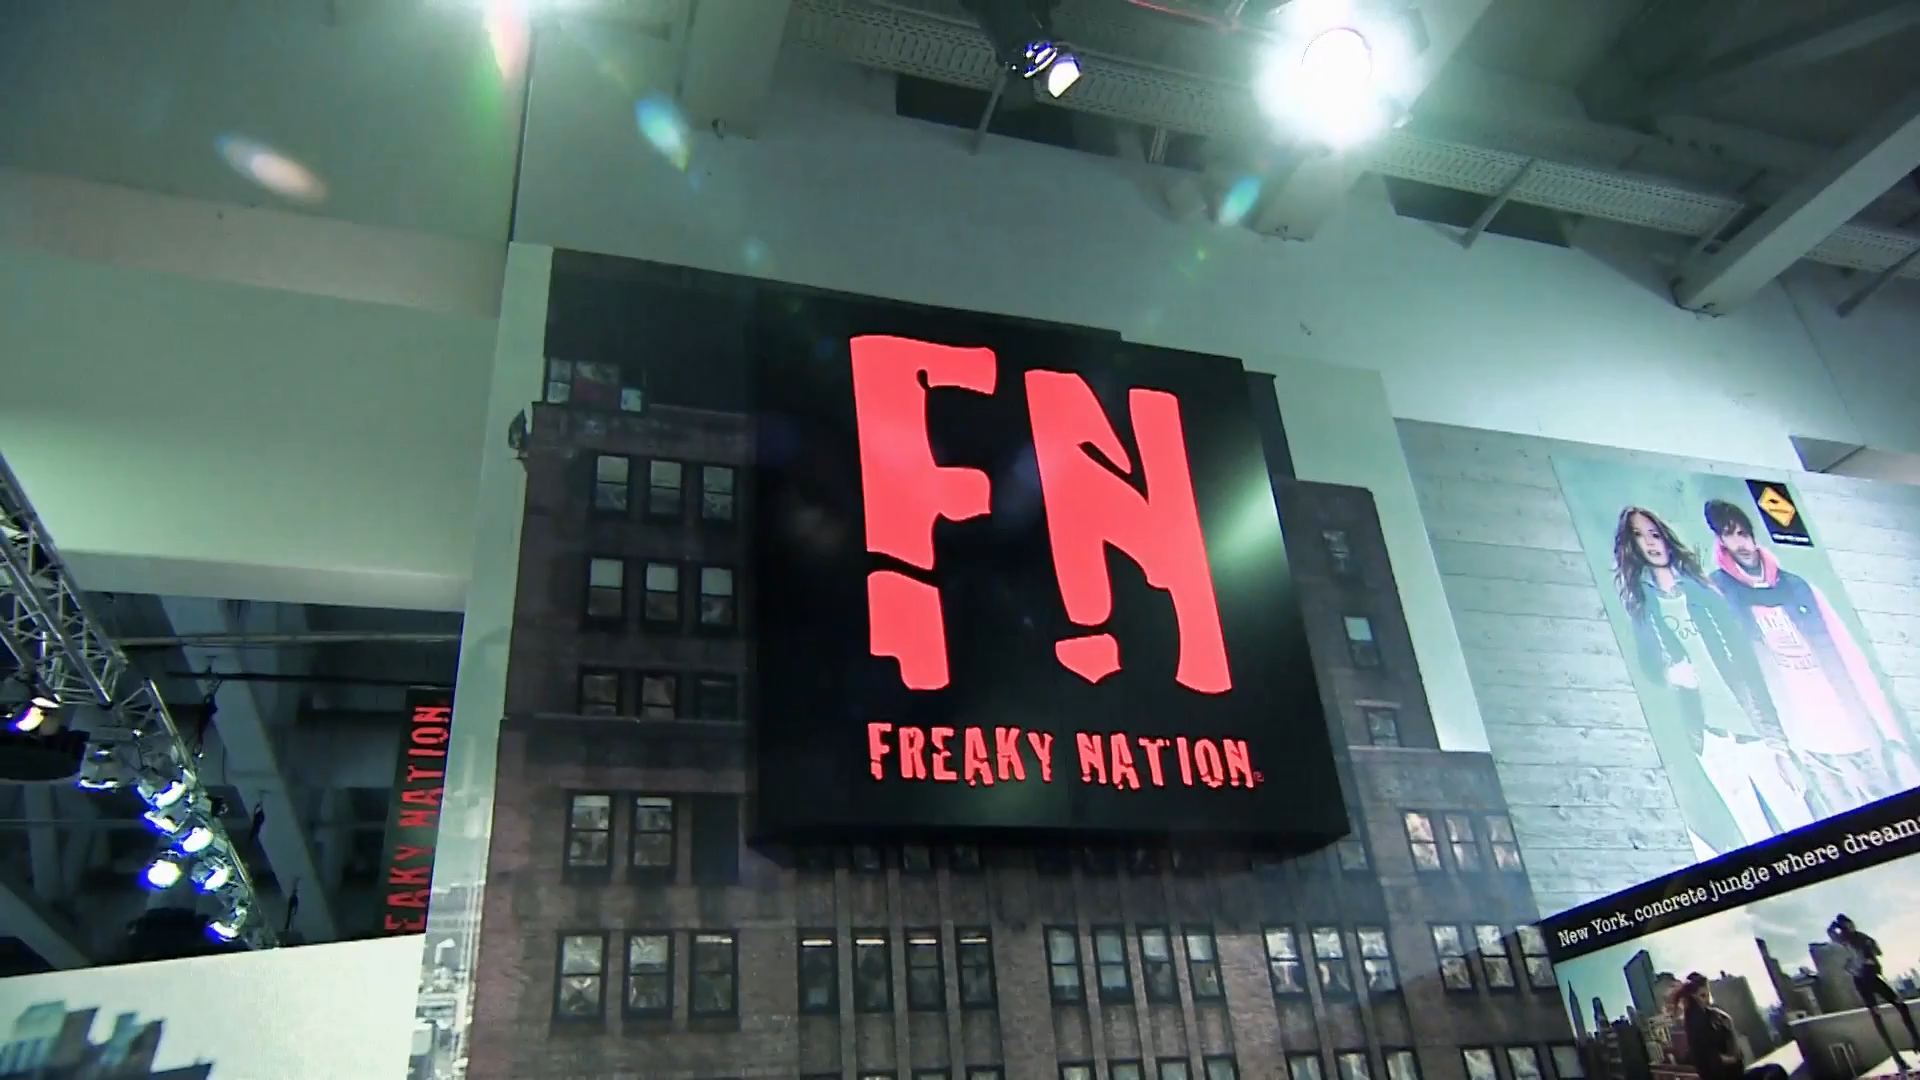 FN
FREAKY NATION
EAKY NATION
New York, concrete jungle where dreams